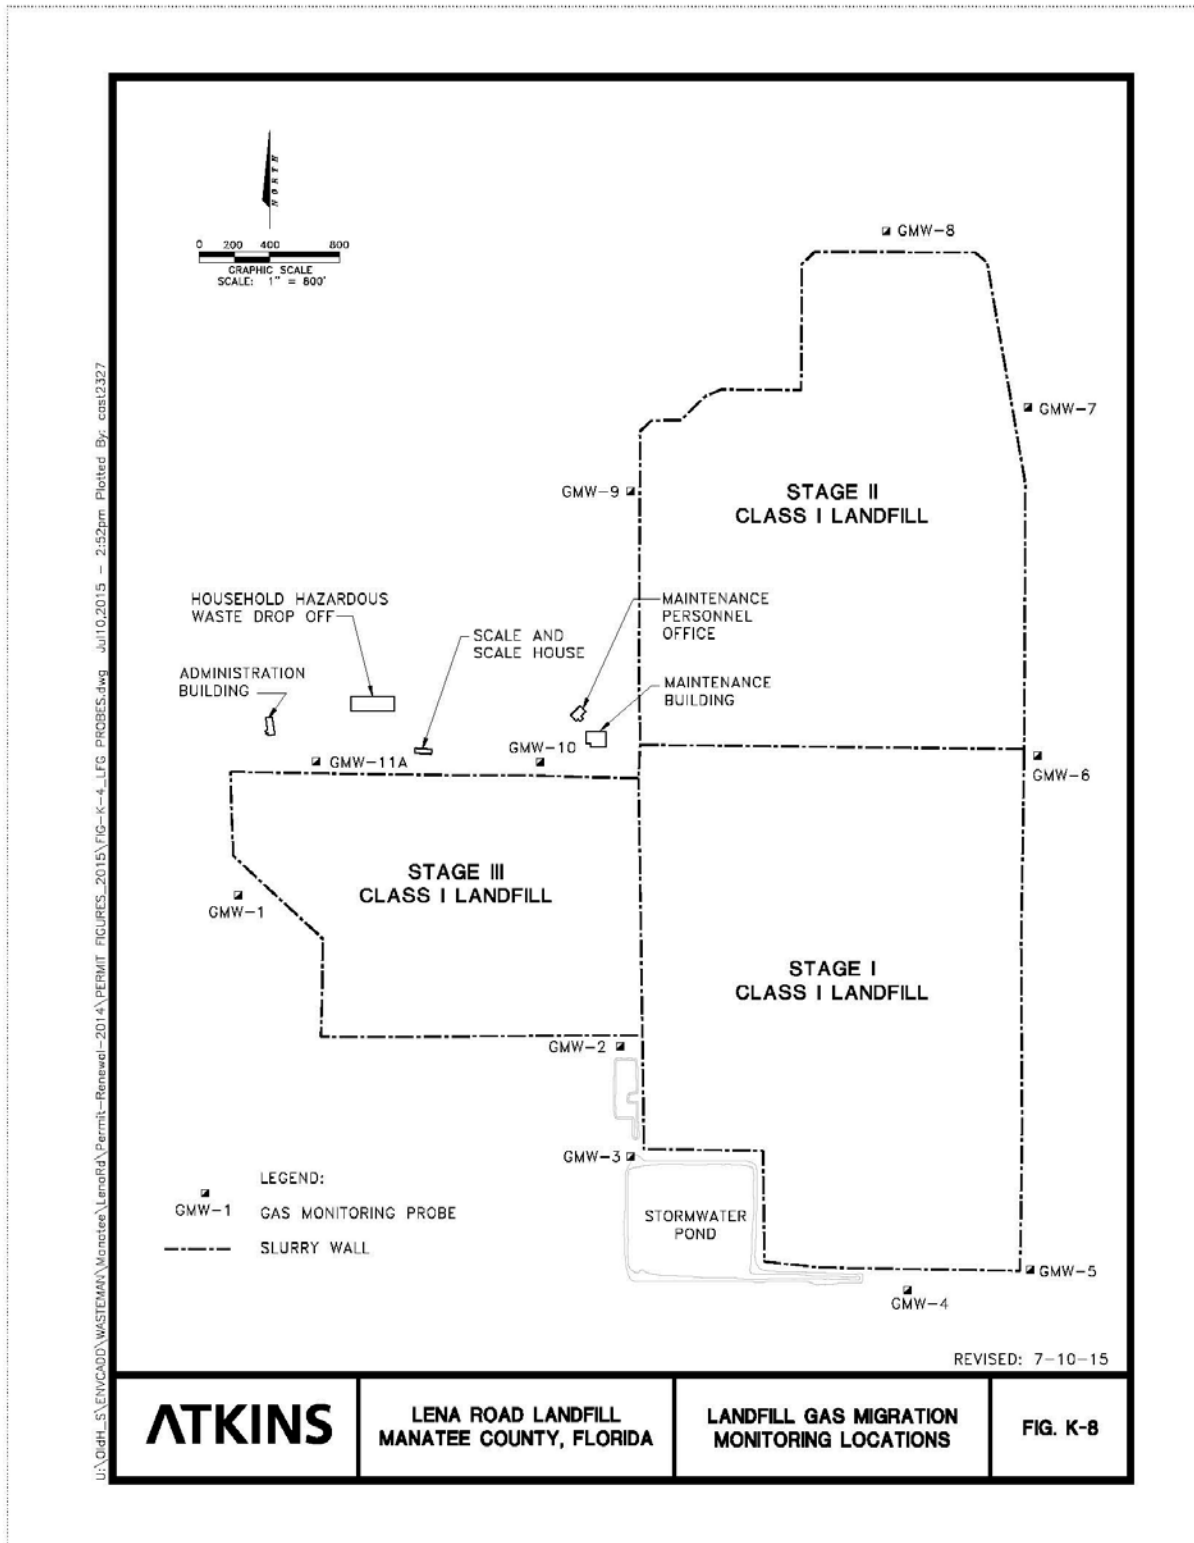 NORTH
0 200 400 800
GRAPHIC SCALE
SCALE: 1" = 800'
GMW-8
GMW-7
GMW-9
STAGE II
CLASS I LANDFILL
HOUSEHOLD HAZARDOUS
WASTE DROP OFF
MAINTENANCE
PERSONNEL
OFFICE
SCALE AND
SCALE HOUSE
ADMINISTRATION
BUILDING
MAINTENANCE
BUILDING
GMW-10
GMW-11A
GMW-6
STAGE III
CLASS I LANDFILL
GMW-1
STAGE I
CLASS I LANDFILL
GMW-2
GMW-3
LEGEND:
GMW-1 GAS MONITORING PROBE
SLURRY WALL
STORMWATER
POND
GMW-5
GMW-4
REVISED: 7-10-15
ATKINS
LENA ROAD LANDFILL
MANATEE COUNTY, FLORIDA
LANDFILL GAS MIGRATION
MONITORING LOCATIONS
FIG. K-8
U:\OldH_S\ENVCADD\WASTEMAN\Manatee\LenaRd\Permit-Renewal-2014\PERMIT FIGURES_2015\FIG-K-4_LFG PROBES.dwg Jul10,2015 - 2:52pm Plotted By: cast2327